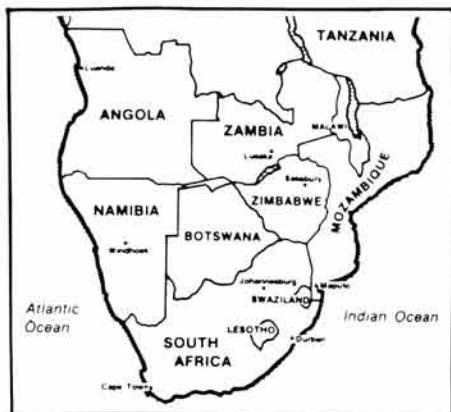 TANZANIA
Luanda
ANGOLA
ZAMBIA
MALAWI
Lusaka
Salisbury
ZIMBABWE
MOZAMBIQUE
NAMIBIA
Windhoek
BOTSWANA
Johannesburg
Maputo
SWAZILAND
Atlantic
Ocean
Indian Ocean
LESOTHO
Durban
SOUTH
AFRICA
Cape Town